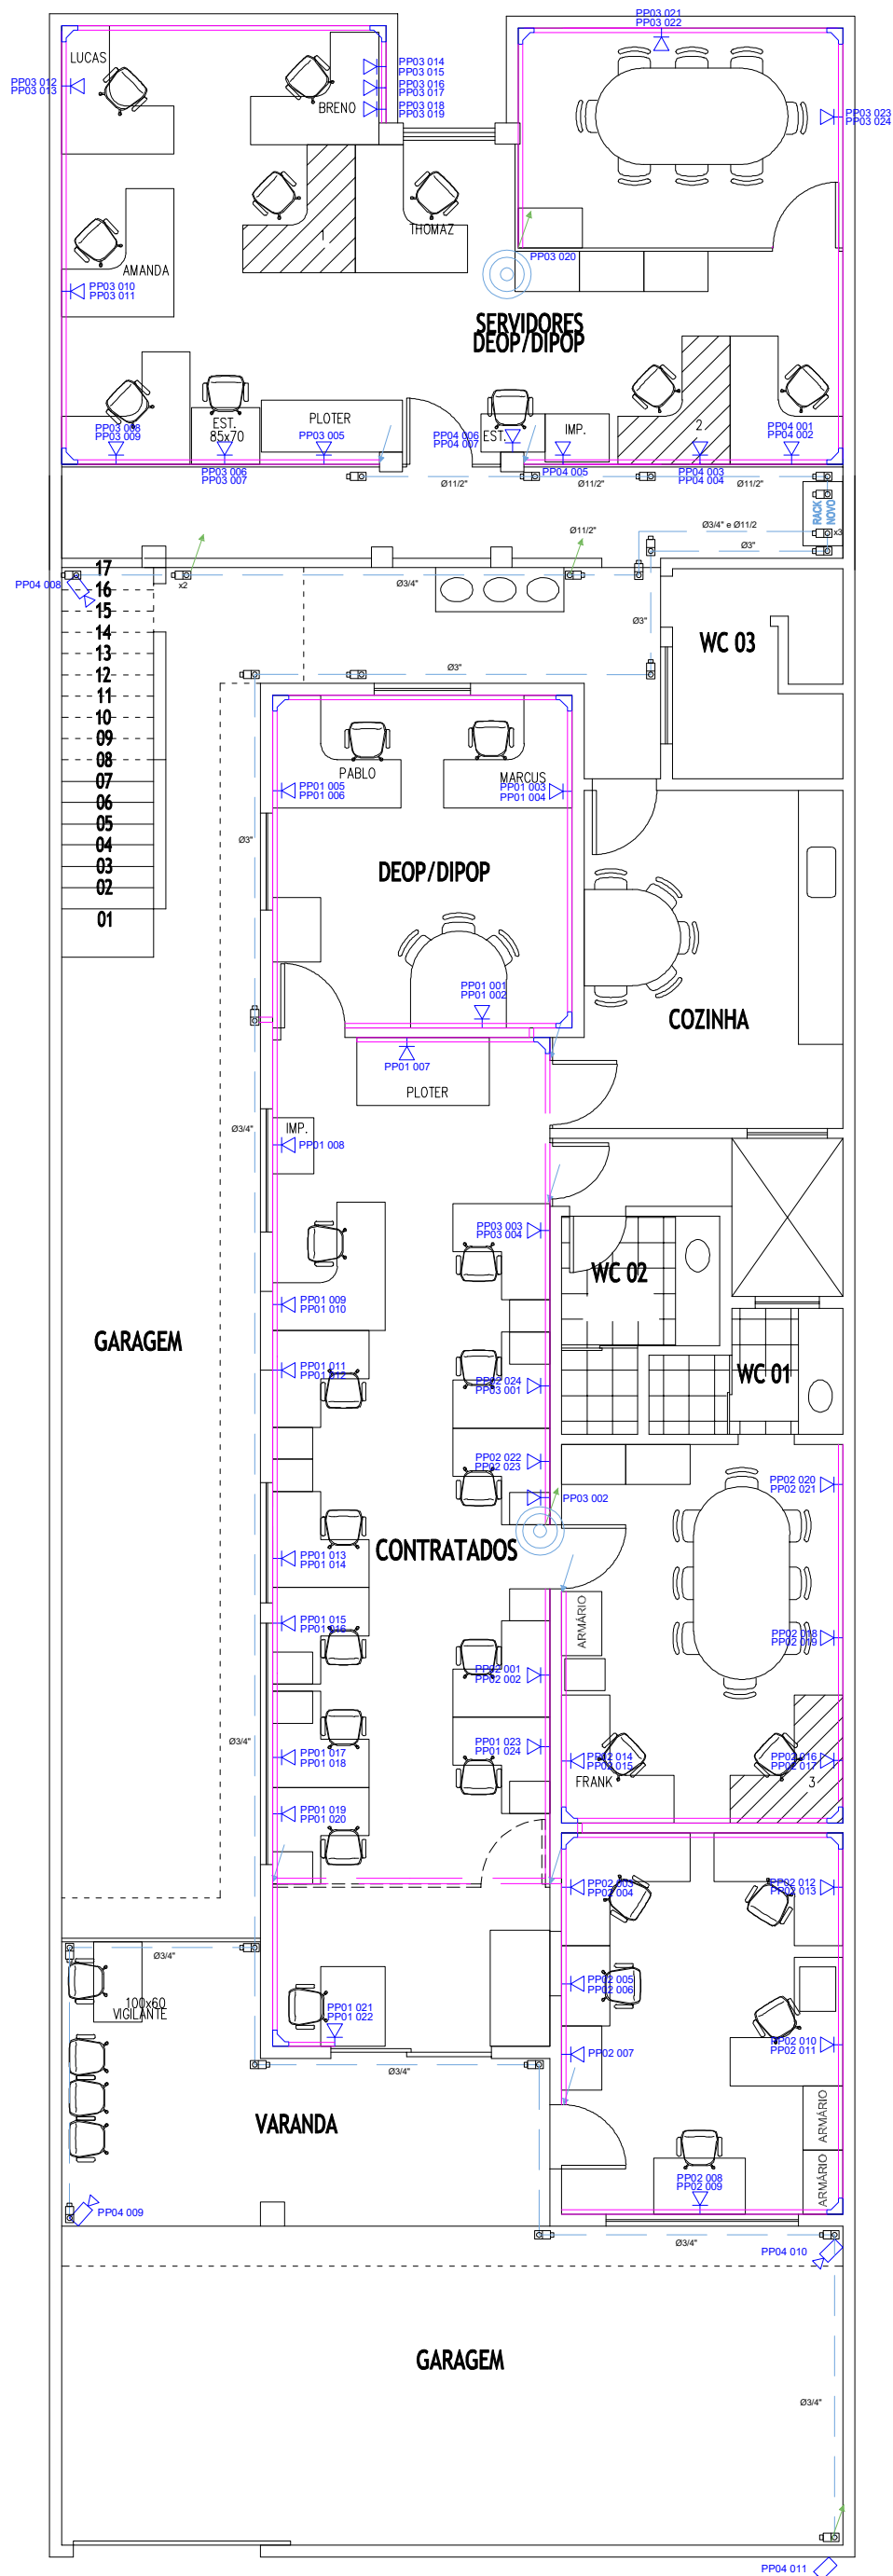 PP03 021
PP03 022
LUCAS
PP03 012
PP03 013
PP03 014
PP03 015
PP03 016
PP03 017
PP03 018
PP03 019
BRENO
PP03 023
PP03 024
1
THOMAZ
AMANDA
PP03 010
PP03 011
PP03 020
SERVIDORES
DEOP/DIPOP
PP03 008
PP03 009
EST.
85x70
PLOTER
PP03 005
PP04 006
PP04 007
EST.
IMP.
2
PP04 001
PP04 002
PP03 006
PP03 007
PP04 005
PP04 003
PP04 004
Ø11/2"
Ø11/2"
Ø11/2"
RACK
NOVO
Ø3/4" e Ø11/2
x3
Ø11/2"
Ø3"
17
PP04 008
16
x2
Ø3/4"
15
14
13
12
11
10
09
08
07
06
05
04
03
02
01
Ø3"
WC 03
Ø3"
PABLO
MARCUS
PP01 005
PP01 006
PP01 003
PP01 004
Ø3"
DEOP/DIPOP
PP01 001
PP01 002
COZINHA
PP01 007
PLOTER
Ø3/4"
IMP.
PP01 008
PP03 003
PP03 004
WC 02
PP01 009
PP01 010
GARAGEM
PP01 011
PP01 012
PP02 024
PP03 001
WC 01
PP02 022
PP02 023
PP02 020
PP02 021
PP03 002
CONTRATADOS
PP01 013
PP01 014
ARMÁRIO
PP01 015
PP01 016
PP02 018
PP02 019
PP02 001
PP02 002
Ø3/4"
PP01 023
PP01 024
PP01 017
PP01 018
PP02 014
PP02 015
FRANK
PP02 016
PP02 017
3
PP01 019
PP01 020
PP02 003
PP02 004
PP02 012
PP02 013
Ø3/4"
PP02 005
PP02 006
100x60
VIGILANTE
PP01 021
PP01 022
PP02 007
PP02 010
PP02 011
Ø3/4"
VARANDA
ARMÁRIO
ARMÁRIO
PP02 008
PP02 009
PP04 009
Ø3/4"
PP04 010
GARAGEM
Ø3/4"
PP04 011